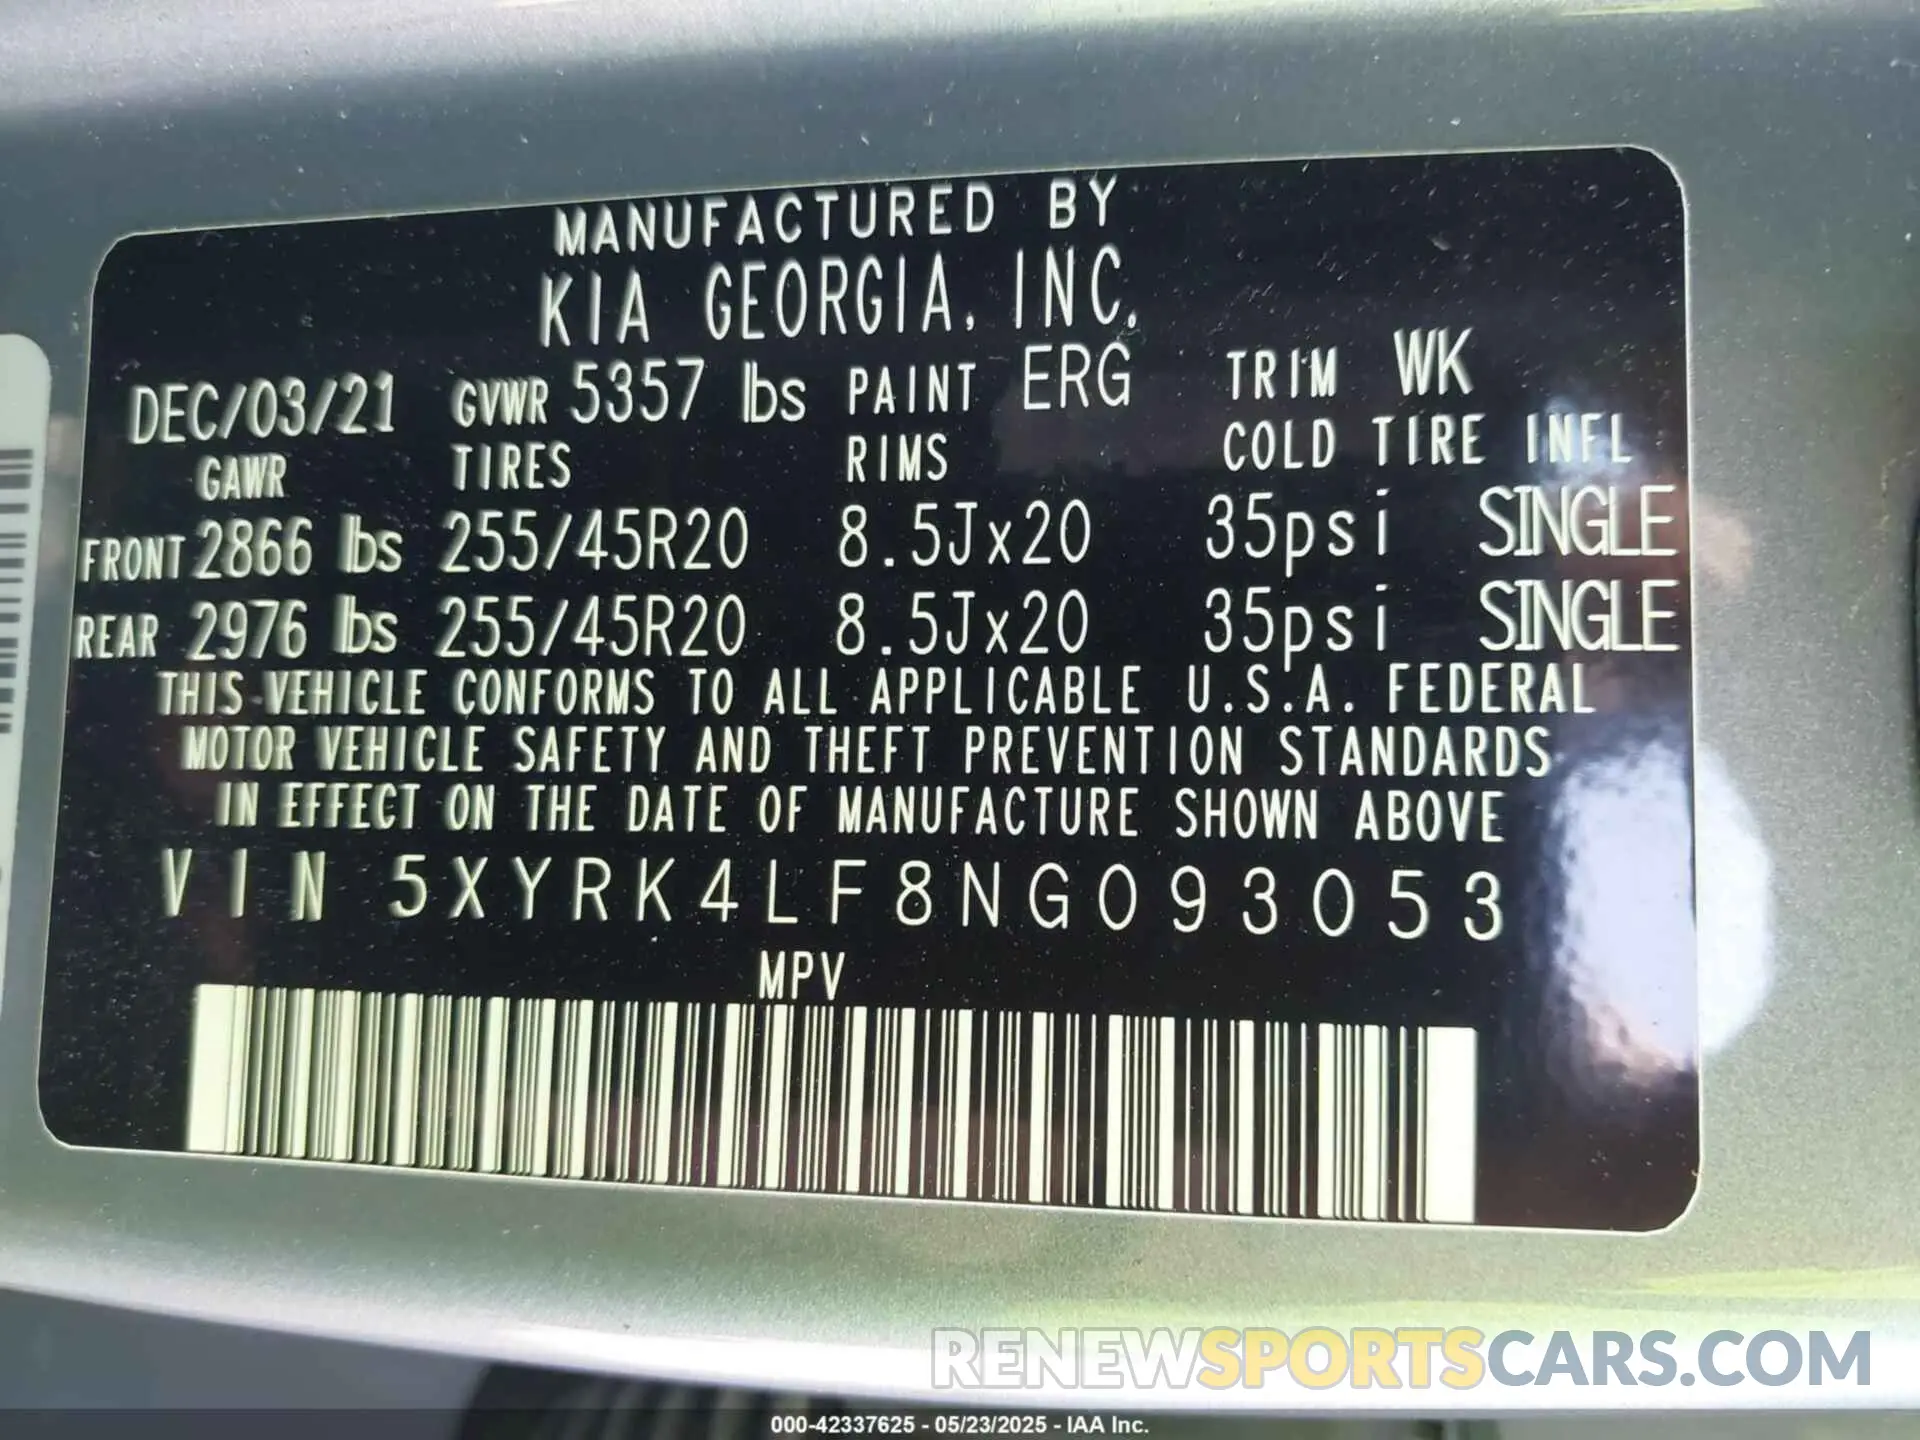 MANUFACTURED BY
KIA GEORGIA, INC.
DEC/03/21 GVWR 5357 lbs PAINT ERG TRIM WK
GAWR TIRES RIMS COLD TIRE INFL
FRONT 2866 lbs 255/45R20 8.5Jx20 35psi SINGLE
REAR 2976 lbs 255/45R20 8.5Jx20 35psi SINGLE
THIS VEHICLE CONFORMS TO ALL APPLICABLE U.S.A. FEDERAL
MOTOR VEHICLE SAFETY AND THEFT PREVENTION STANDARDS
IN EFFECT ON THE DATE OF MANUFACTURE SHOWN ABOVE
VIN 5XYRK4LF8NG093053
MPV
RENEWSPORTSCARS.COM
000-42337625 - 05/23/2025 - IAA Inc.